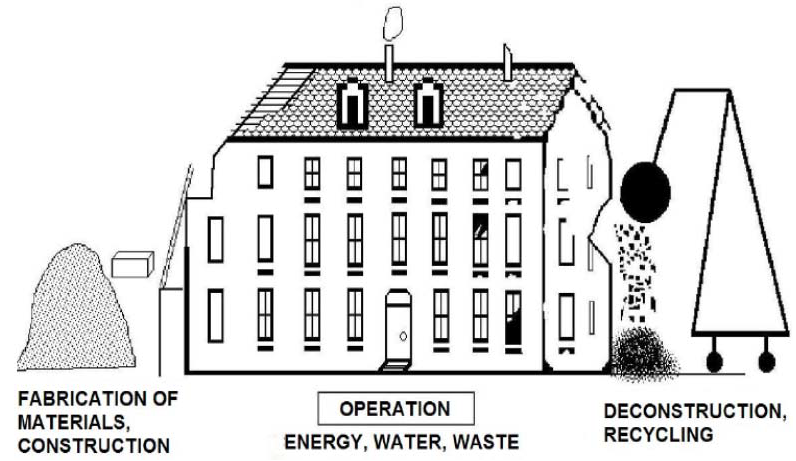 FABRICATION OF
MATERIALS,
CONSTRUCTION
OPERATION
ENERGY, WATER, WASTE
DECONSTRUCTION,
RECYCLING